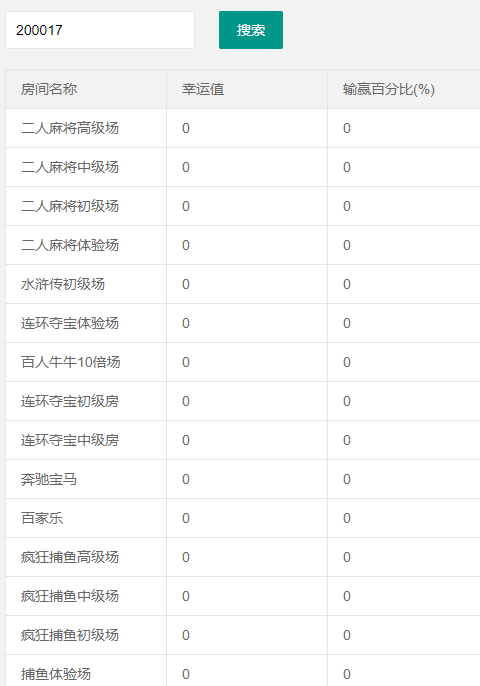 200017 搜索
房间名称 幸运值 输赢百分比(%)
二人麻将高级场 0 0
二人麻将中级场 0 0
二人麻将初级场 0 0
二人麻将体验场 0 0
水浒传初级场 0 0
连环夺宝体验场 0 0
百人牛牛10倍场 0 0
连环夺宝初级房 0 0
连环夺宝中级房 0 0
奔驰宝马 0 0
百家乐 0 0
疯狂捕鱼高级场 0 0
疯狂捕鱼中级场 0 0
疯狂捕鱼初级场 0 0
捕鱼体验场 0 0